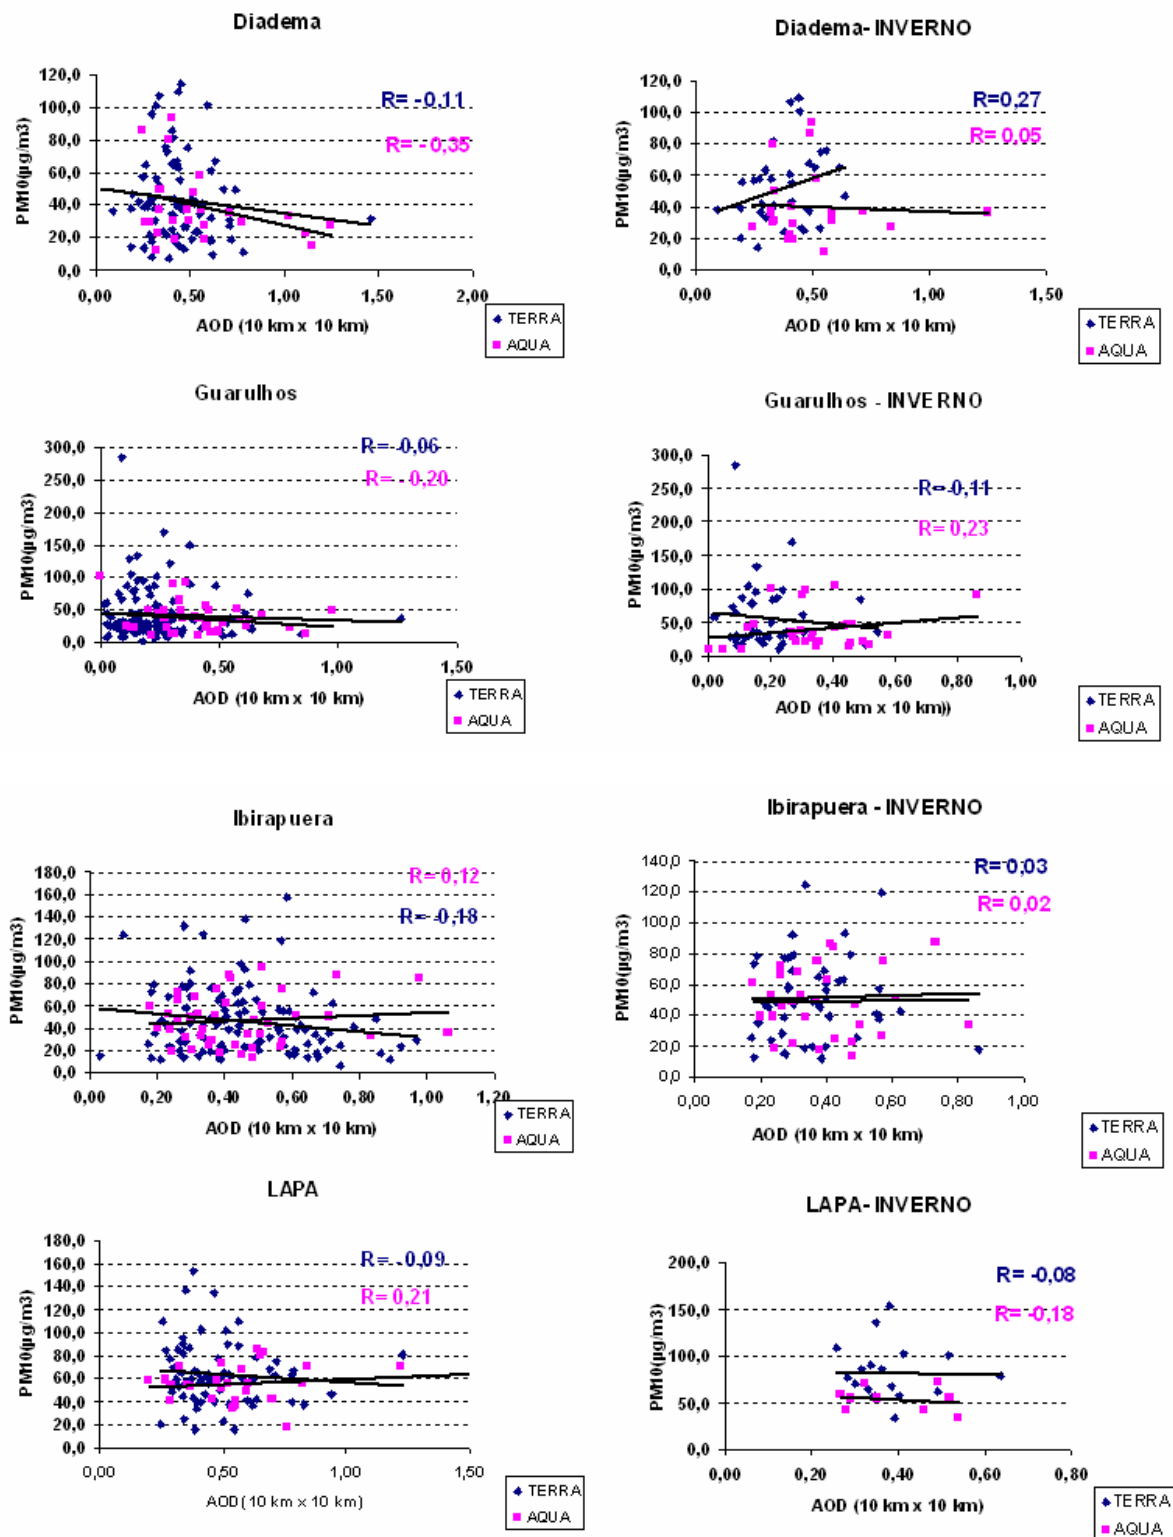 Diadema
120,0
100,0
80,0
60,0
40,0
20,0
0,0
PM10(µg/m3)
R= -0,11
R= -0,35
0,00 0,50 1,00 1,50 2,00
AOD (10 km x 10 km)
TERRA
AQUA
Diadema- INVERNO
120,0
100,0
80,0
60,0
40,0
20,0
0,0
PM10(µg/m3)
R=0,27
R= 0,05
0,00 0,50 1,00 1,50
AOD (10 km x 10 km)
TERRA
AQUA
Guarulhos
300,0
250,0
200,0
150,0
100,0
50,0
0,0
PM10(µg/m3)
R= -0,06
R= -0,20
0,00 0,50 1,00 1,50
AOD (10 km x 10 km)
TERRA
AQUA
Guarulhos - INVERNO
300,0
250,0
200,0
150,0
100,0
50,0
0,0
PM10(µg/m3)
R=-0,11
R= 0,23
0,00 0,20 0,40 0,60 0,80 1,00
AOD (10 km x 10 km))
TERRA
AQUA
Ibirapuera
180,0
160,0
140,0
120,0
100,0
80,0
60,0
40,0
20,0
0,0
PM10(µg/m3)
R= 0,12
R= -0,18
0,00 0,20 0,40 0,60 0,80 1,00 1,20
AOD (10 km x 10 km)
TERRA
AQUA
Ibirapuera - INVERNO
140,0
120,0
100,0
80,0
60,0
40,0
20,0
0,0
PM10(µg/m3)
R= 0,03
R= 0,02
0,00 0,20 0,40 0,60 0,80 1,00
AOD (10 km x 10 km)
TERRA
AQUA
LAPA
180,0
160,0
140,0
120,0
100,0
80,0
60,0
40,0
20,0
0,0
PM10(µg/m3)
R= -0,09
R= 0,21
0,00 0,50 1,00 1,50
AOD (10 km x 10 km)
TERRA
AQUA
LAPA- INVERNO
200,0
150,0
100,0
50,0
0,0
PM10(µg/m3)
R= -0,08
R= -0,18
0,00 0,20 0,40 0,60 0,80
AOD (10 km x 10 km)
TERRA
AQUA